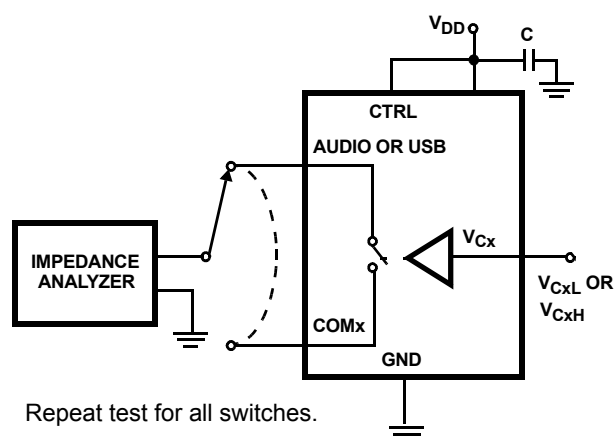 VDD
C
CTRL
AUDIO OR USB
IMPEDANCE
ANALYZER
VCx
VCxL OR
VCxH
COMx
GND
Repeat test for all switches.